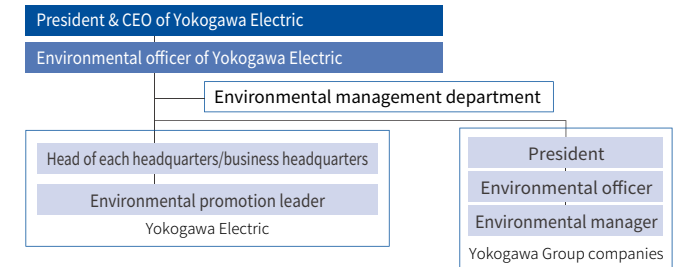 President & CEO of Yokogawa Electric
Environmental officer of Yokogawa Electric
Environmental management department
Head of each headquarters/business headquarters
Environmental promotion leader
Yokogawa Electric
President
Environmental officer
Environmental manager
Yokogawa Group companies